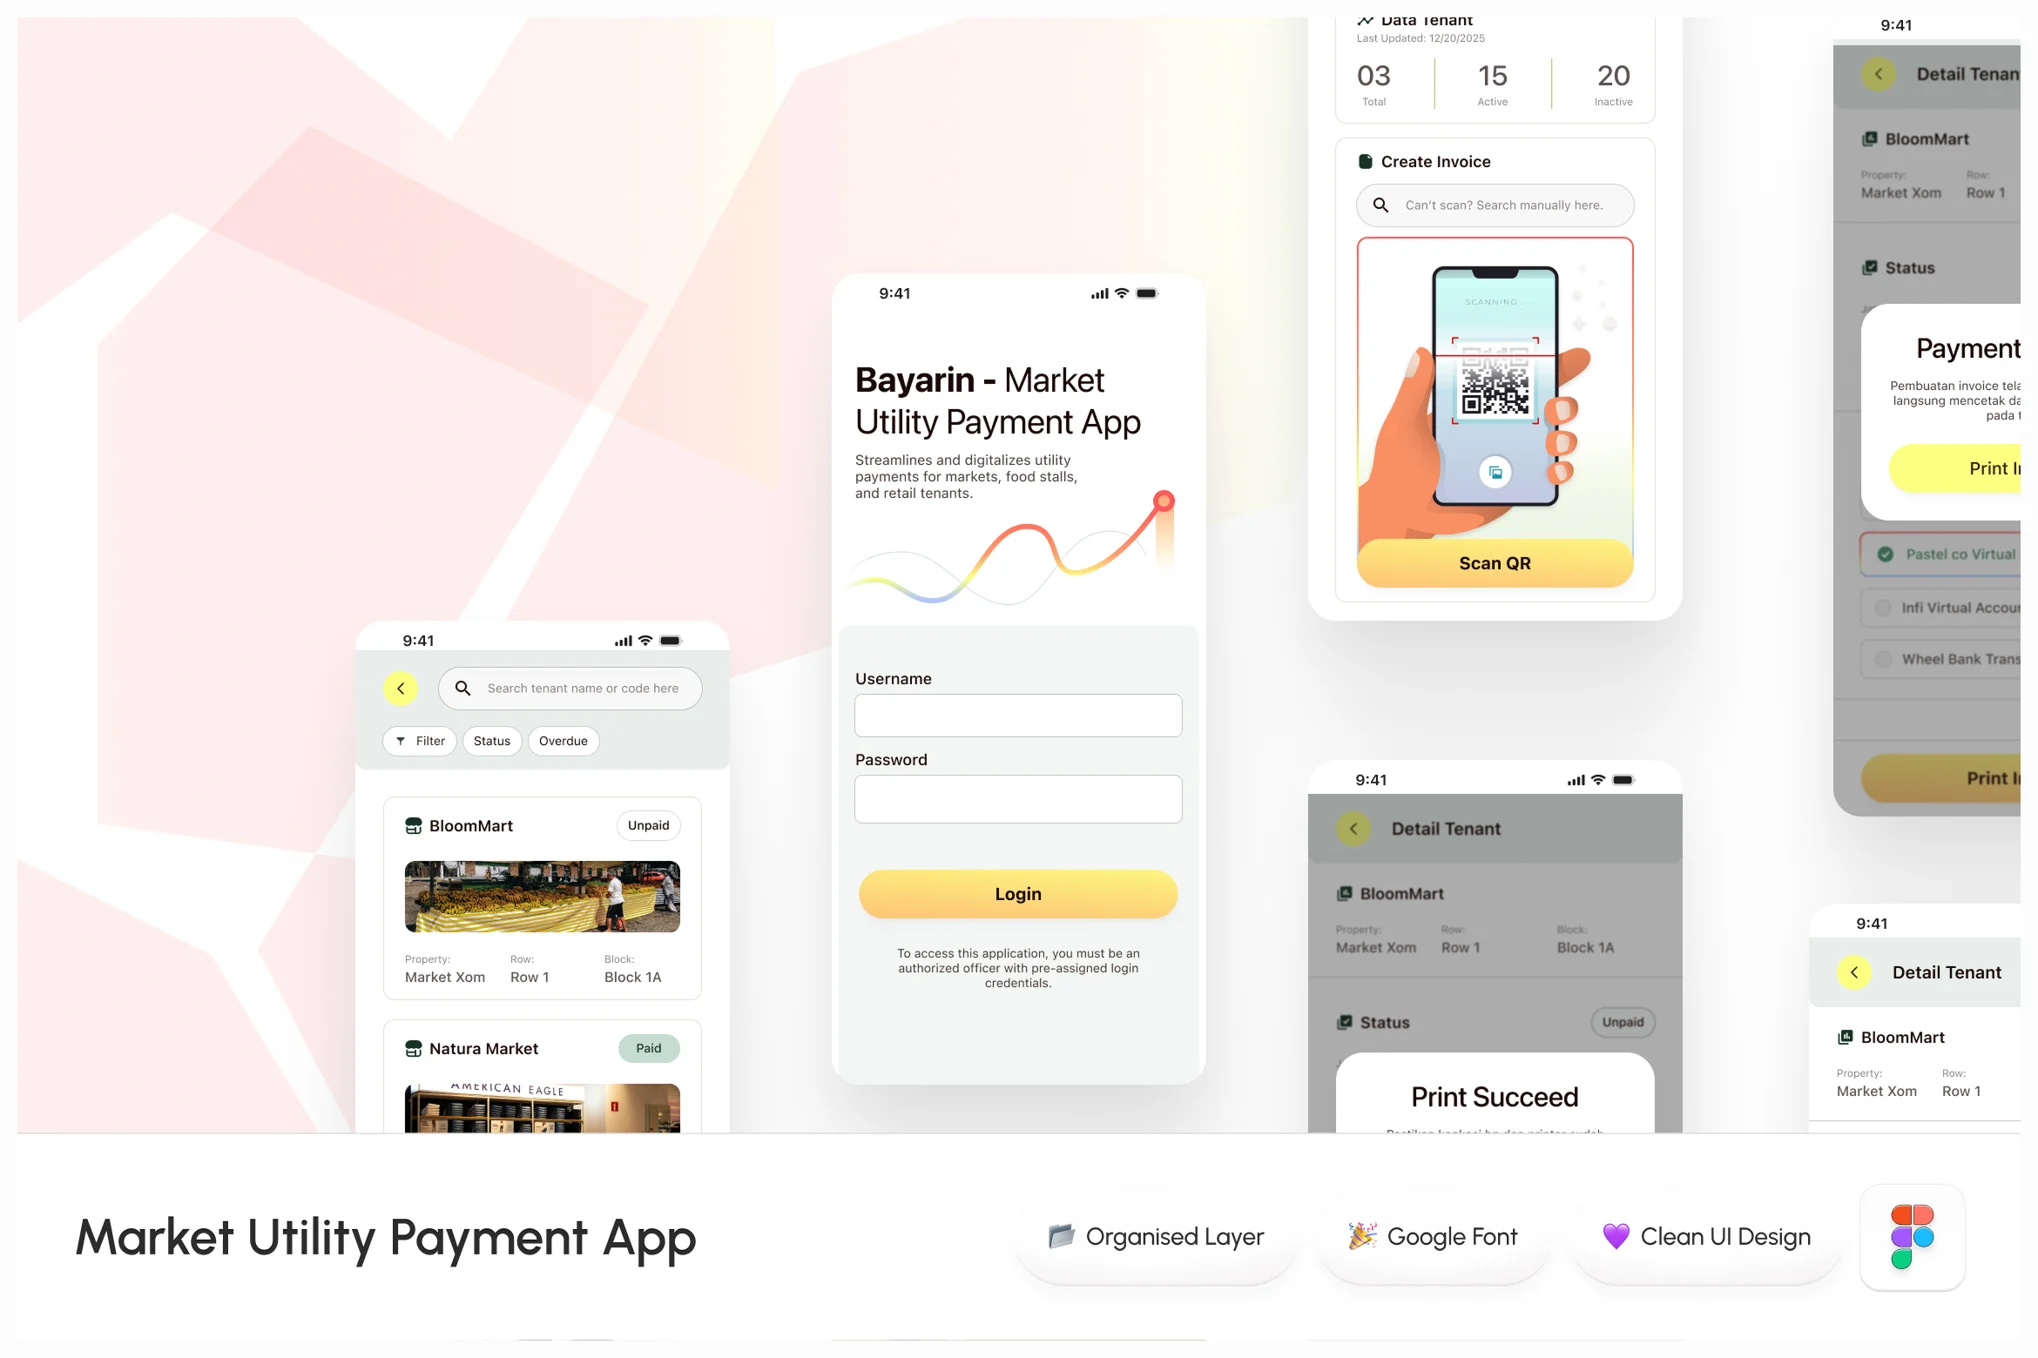 9:41
Search tenant name or code here
Filter
Status
Overdue
BloomMart
Unpaid
Property:
Row:
Block:
Market Xom
Row 1
Block 1A
Natura Market
Paid
AMERICAN EAGLE
9:41
Bayarin - Market
Utility Payment App
Streamlines and digitalizes utility
payments for markets, food stalls,
and retail tenants.
Username
Password
Login
To access this application, you must be an
authorized officer with pre-assigned login
credentials.
Data Tenant
Last Updated: 12/20/2025
03
15
20
Total
Active
Inactive
Create Invoice
Can't scan? Search manually here.
SCANNING...
Scan QR
9:41
Detail Tenant
BloomMart
Property:
Row:
Block:
Market Xom
Row 1
Block 1A
Status
Unpaid
Print Succeed
9:41
Detail Tenan
BloomMart
Property:
Row:
Market Xom
Row 1
Status
Payment
Pembuatan invoice tela
langsung mencetak da
pada t
Print I
Pastel co Virtual
Infi Virtual Accou
Wheel Bank Trans
Print I
9:41
Detail Tenant
BloomMart
Property:
Row:
Market Xom
Row 1
Market Utility Payment App
Organised Layer
Google Font
Clean UI Design